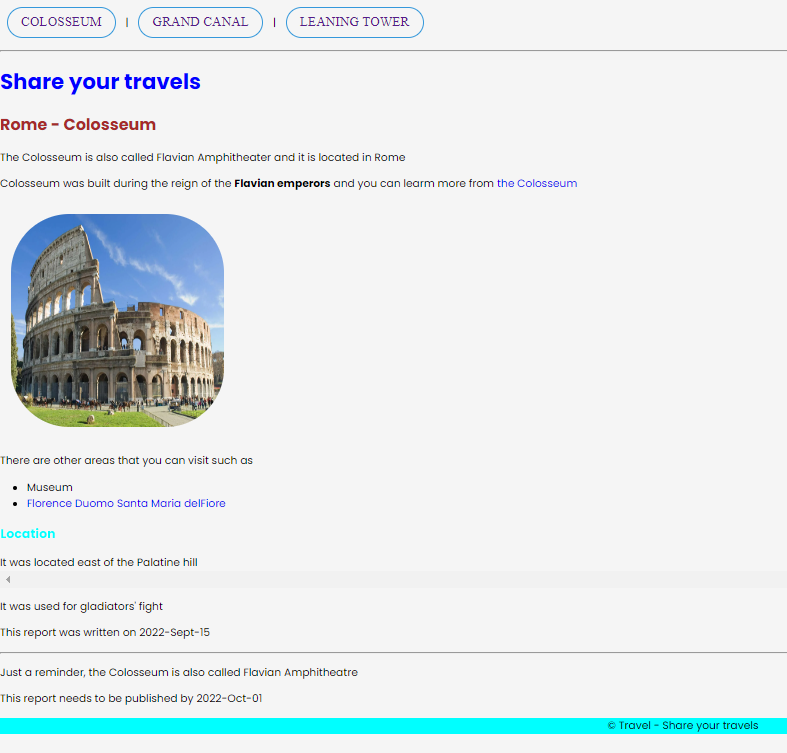 COLOSSEUM | GRAND CANAL | LEANING TOWER
Share your travels
Rome - Colosseum
The Colosseum is also called Flavian Amphitheater and it is located in Rome
Colosseum was built during the reign of the Flavian emperors and you can learm more from the Colosseum
There are other areas that you can visit such as
• Museum
• Florence Duomo Santa Maria delFiore
Location
It was located east of the Palatine hill
It was used for gladiators' fight
This report was written on 2022-Sept-15
Just a reminder, the Colosseum is also called Flavian Amphitheatre
This report needs to be published by 2022-Oct-01
© Travel - Share your travels